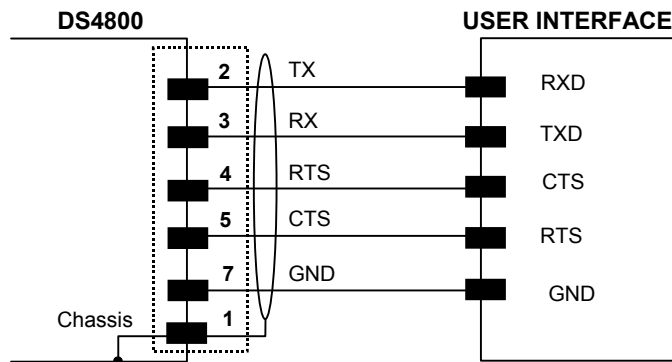 DS4800 USER INTERFACE
2 TX RXD
3 RX TXD
4 RTS CTS
5 CTS RTS
7 GND GND
Chassis 1